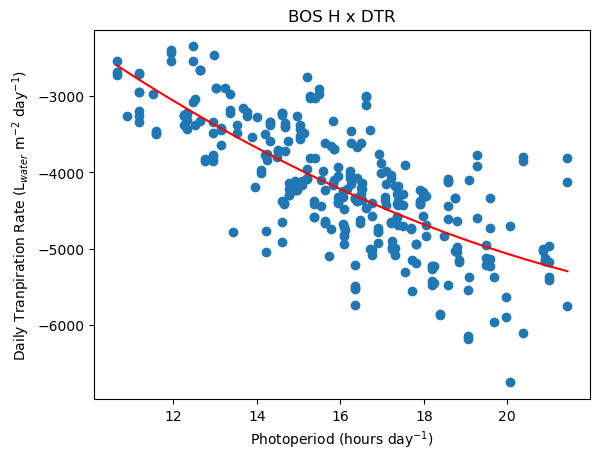 BOS H x DTR
Daily Tranpiration Rate (L_water m⁻² day⁻¹)
−3000
−4000
−5000
−6000
12 14 16 18 20
Photoperiod (hours day⁻¹)